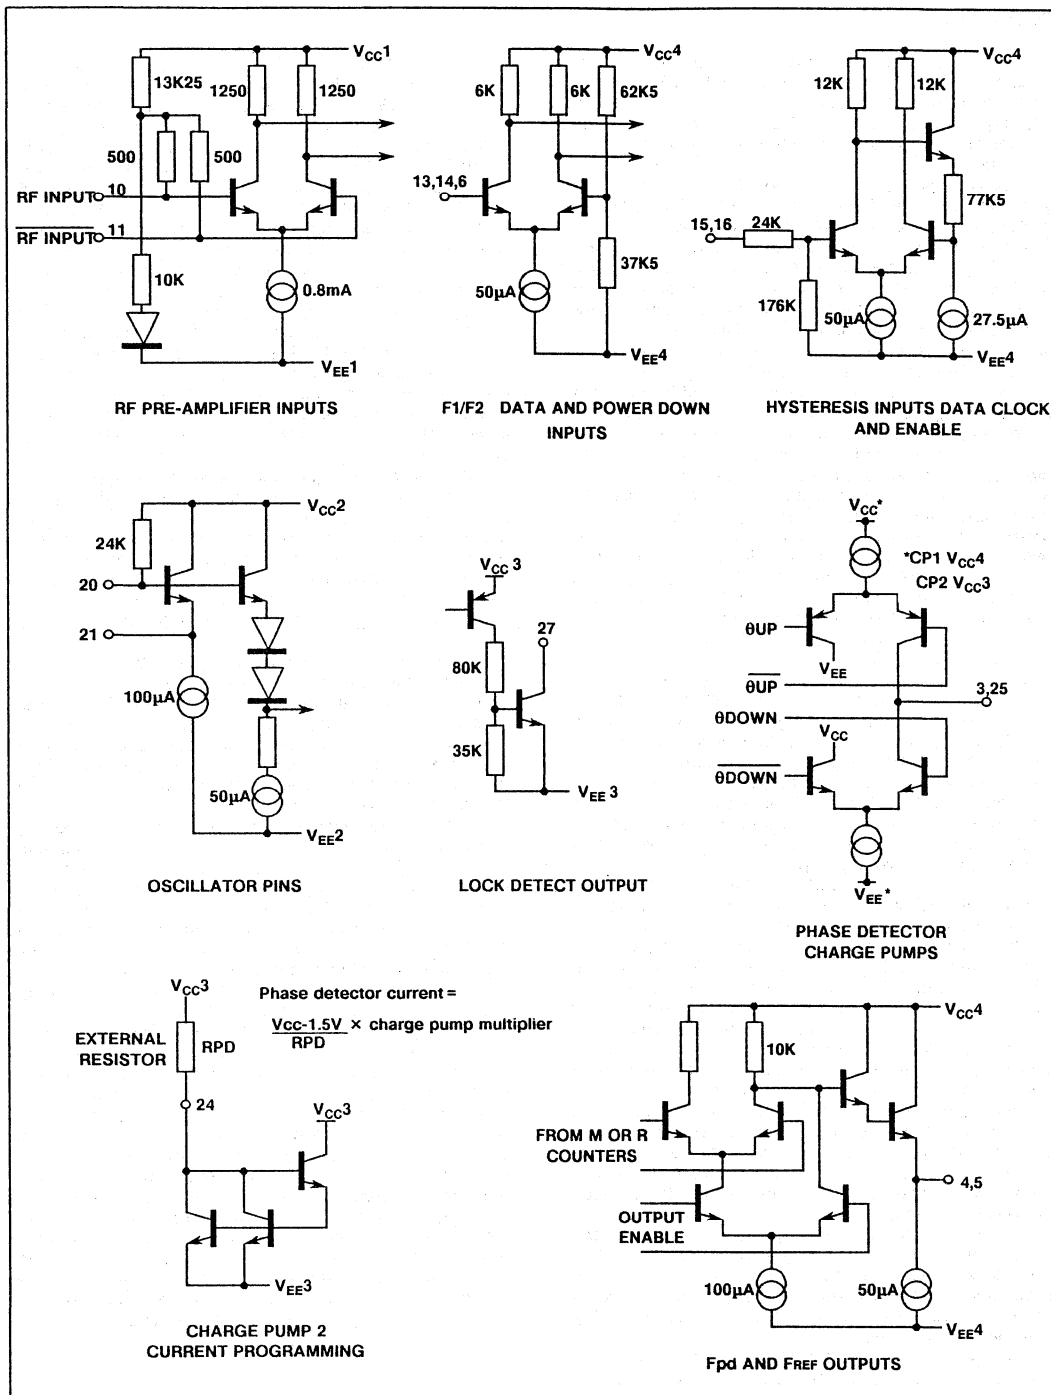 VCC1
13K25
1250
1250
500
500
RF INPUT
10
RF INPUT
11
10K
0.8mA
VEE1
RF PRE-AMPLIFIER INPUTS
VCC4
6K
6K
62K5
13,14,6
37K5
50µA
VEE4
F1/F2 DATA AND POWER DOWN
INPUTS
VCC4
12K
12K
77K5
15,16
24K
176K
50µA
27.5µA
VEE4
HYSTERESIS INPUTS DATA CLOCK
AND ENABLE
VCC2
24K
20
21
100µA
50µA
VEE2
OSCILLATOR PINS
VCC 3
27
80K
35K
VEE 3
LOCK DETECT OUTPUT
VCC*
*CP1 VCC4
CP2 VCC3
θUP
VEE
θUP
3,25
θDOWN
VCC
θDOWN
VEE*
PHASE DETECTOR
CHARGE PUMPS
VCC3
Phase detector current =
Vcc-1.5V × charge pump multiplier
RPD
EXTERNAL
RESISTOR
RPD
24
VCC3
VEE3
CHARGE PUMP 2
CURRENT PROGRAMMING
VCC4
10K
FROM M OR R
COUNTERS
4,5
OUTPUT
ENABLE
100µA
50µA
VEE4
Fpd AND FREF OUTPUTS